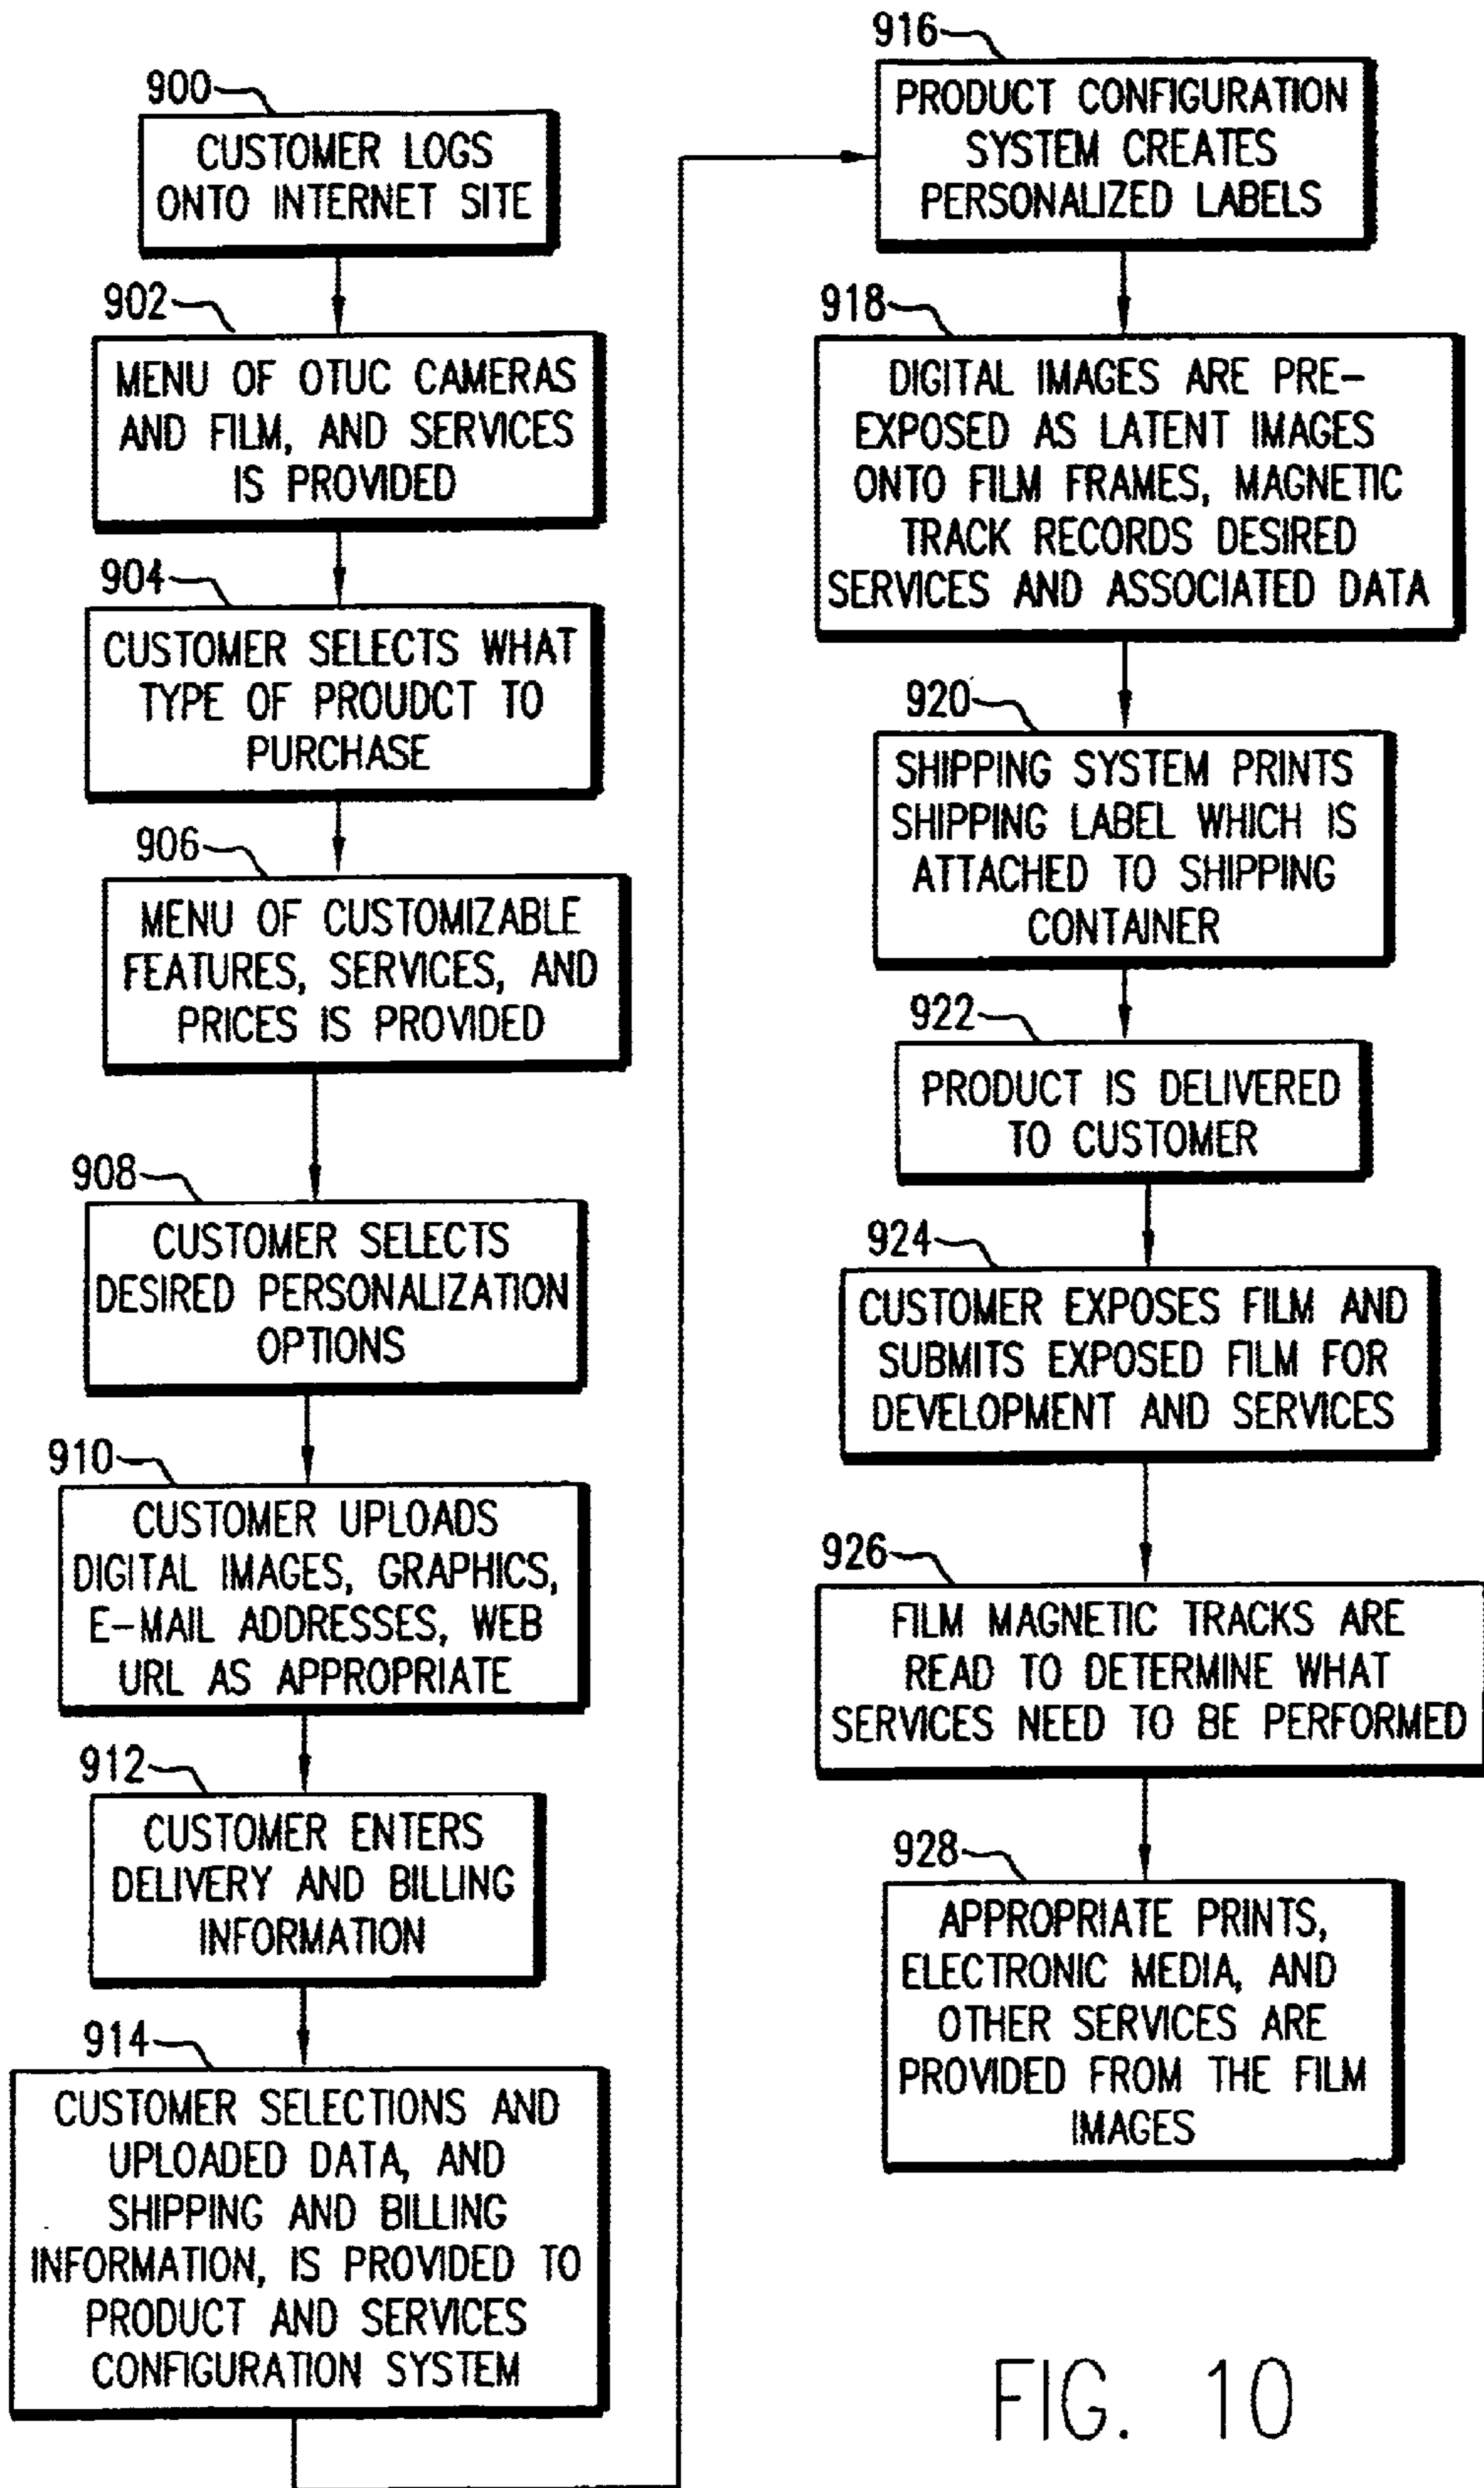 900
CUSTOMER LOGS
ONTO INTERNET SITE
902
MENU OF OTUC CAMERAS
AND FILM, AND SERVICES
IS PROVIDED
904
CUSTOMER SELECTS WHAT
TYPE OF PROUDCT TO
PURCHASE
906
MENU OF CUSTOMIZABLE
FEATURES, SERVICES, AND
PRICES IS PROVIDED
908
CUSTOMER SELECTS
DESIRED PERSONALIZATION
OPTIONS
910
CUSTOMER UPLOADS
DIGITAL IMAGES, GRAPHICS,
E-MAIL ADDRESSES, WEB
URL AS APPROPRIATE
912
CUSTOMER ENTERS
DELIVERY AND BILLING
INFORMATION
914
CUSTOMER SELECTIONS AND
UPLOADED DATA, AND
SHIPPING AND BILLING
INFORMATION, IS PROVIDED TO
PRODUCT AND SERVICES
CONFIGURATION SYSTEM
916
PRODUCT CONFIGURATION
SYSTEM CREATES
PERSONALIZED LABELS
918
DIGITAL IMAGES ARE PRE-
EXPOSED AS LATENT IMAGES
ONTO FILM FRAMES, MAGNETIC
TRACK RECORDS DESIRED
SERVICES AND ASSOCIATED DATA
920
SHIPPING SYSTEM PRINTS
SHIPPING LABEL WHICH IS
ATTACHED TO SHIPPING
CONTAINER
922
PRODUCT IS DELIVERED
TO CUSTOMER
924
CUSTOMER EXPOSES FILM AND
SUBMITS EXPOSED FILM FOR
DEVELOPMENT AND SERVICES
926
FILM MAGNETIC TRACKS ARE
READ TO DETERMINE WHAT
SERVICES NEED TO BE PERFORMED
928
APPROPRIATE PRINTS,
ELECTRONIC MEDIA, AND
OTHER SERVICES ARE
PROVIDED FROM THE FILM
IMAGES
FIG. 10